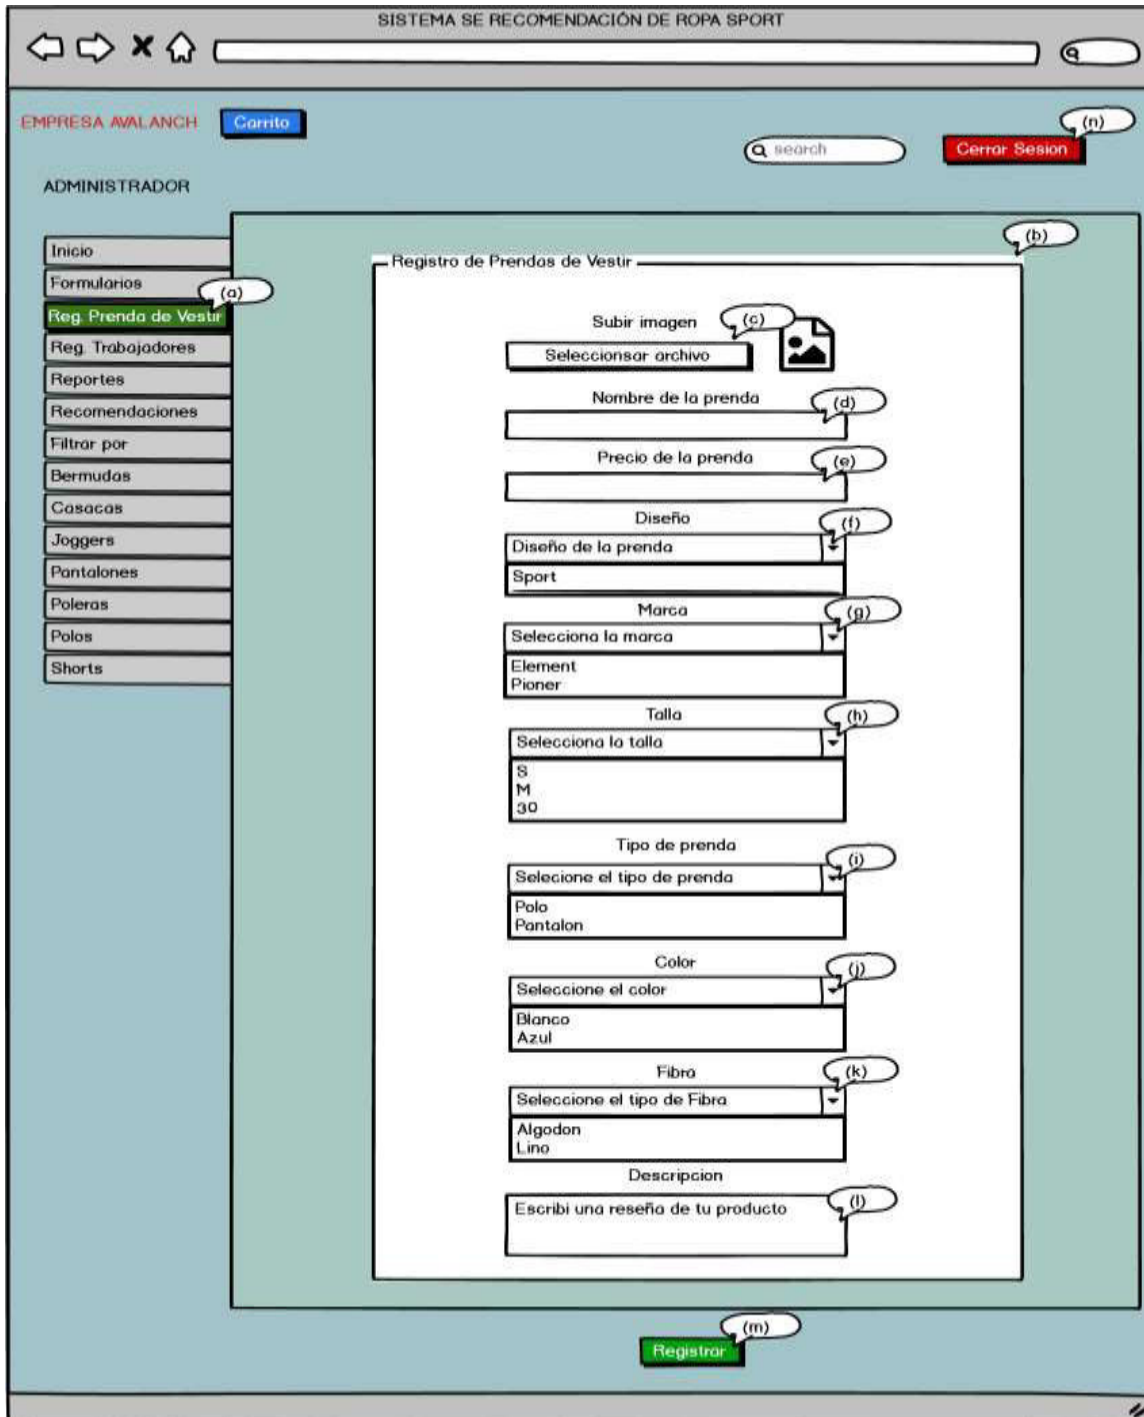 SISTEMA SE RECOMENDACIÓN DE ROPA SPORT
EMPRESA AVALANCH
Carrito
(n)
search
Cerrar Sesion
ADMINISTRADOR
(b)
Inicio
Formularios
(a)
Reg. Prenda de Vestir
Reg. Trabajadores
Reportes
Recomendaciones
Filtrar por
Bermudas
Casacas
Joggers
Pantalones
Poleras
Polos
Shorts
Registro de Prendas de Vestir
Subir imagen
(c)
Seleccionsar archivo
Nombre de la prenda
(d)
Precio de la prenda
(e)
Diseño
(f)
Diseño de la prenda
Sport
Marca
(g)
Selecciona la marca
Element
Pioner
Talla
(h)
Selecciona la talla
S
M
30
Tipo de prenda
(i)
Selecione el tipo de prenda
Polo
Pantalon
Color
(j)
Seleccione el color
Blanco
Azul
Fibra
(k)
Seleccione el tipo de Fibra
Algodon
Lino
Descripcion
(l)
Escribi una reseña de tu producto
(m)
Registrar